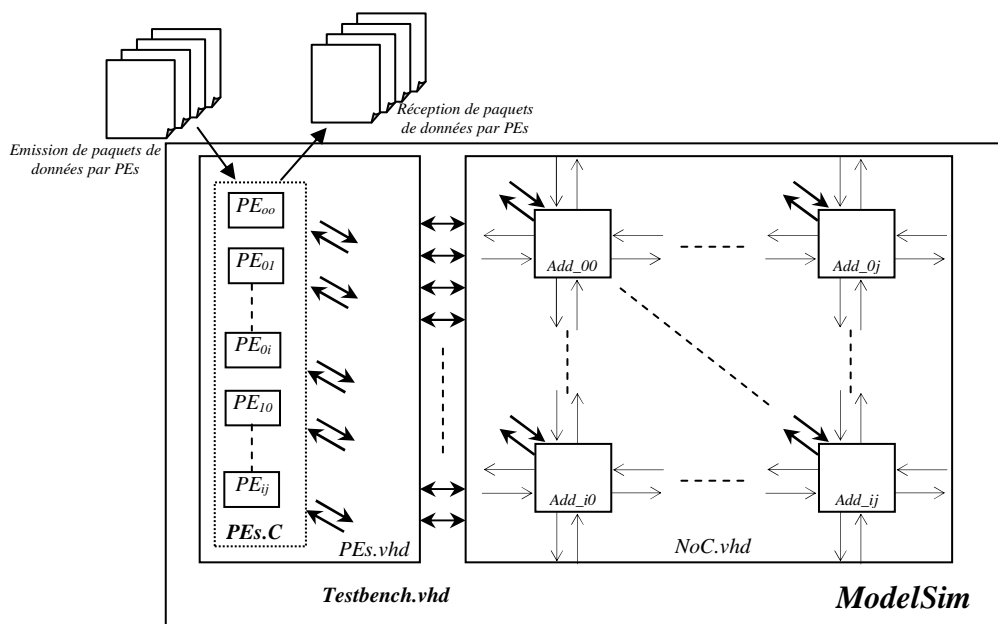 Réception de paquets
de données par PEs
Emission de paquets de
données par PEs
PEoo
PE01
PE0i
PE10
PEij
PEs.C
PEs.vhd
Add_00
Add_0j
Add_i0
Add_ij
NoC.vhd
Testbench.vhd
ModelSim